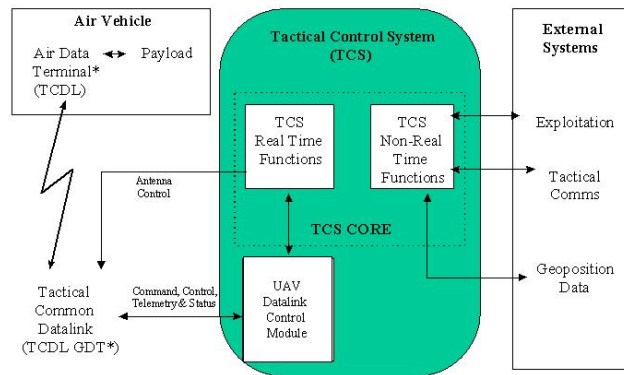 Air Vehicle
Air Data
Terminal*
(TCDL)
Payload
Tactical Control System
(TCS)
External
Systems
TCS
Real Time
Functions
TCS
Non-Real
Time
Functions
Exploitation
Tactical
Comms
Antenna
Control
TCS CORE
Geoposition
Data
Tactical
Common
Datalink
(TCDL GDT*)
Command, Control,
Telemetry & Status
UAV
Datalink
Control
Module